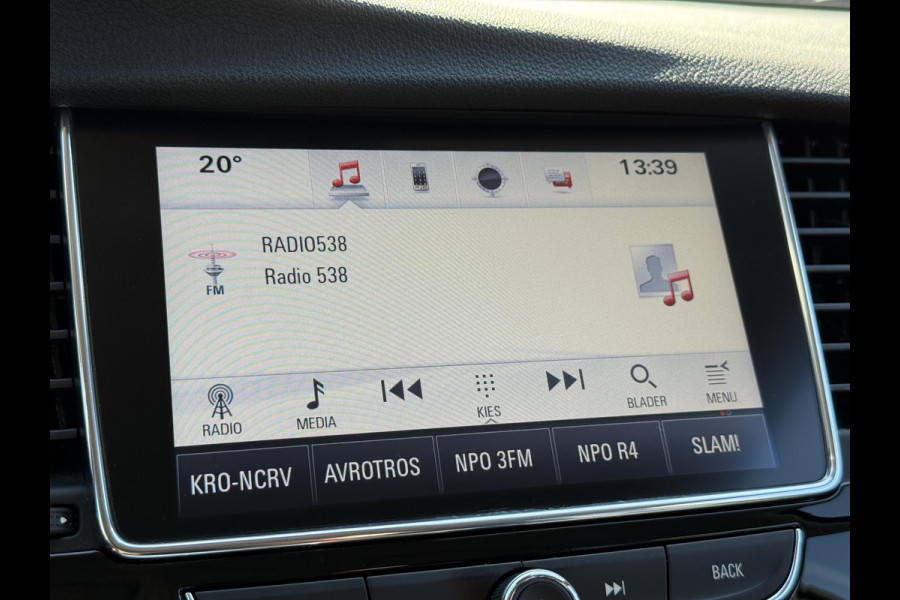 20°
13:39
RADIO538
Radio 538
FM
RADIO
MEDIA
KIES
BLADER
MENU
KRO-NCRV
AVROTROS
NPO 3FM
NPO R4
SLAM!
BACK